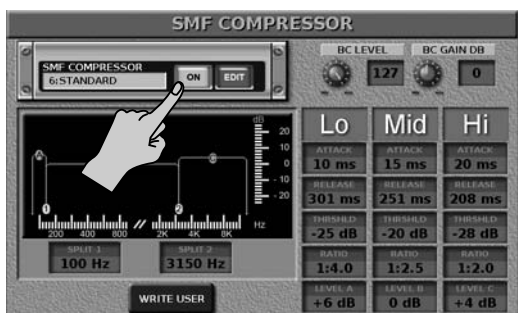 SMF COMPRESSOR
SMF COMPRESSOR
6:STANDARD
ON
EDIT
BC LEVEL
127
BC GAIN DB
0
dB
20
10
0
- 10
- 20
A
C
1
2
200 400 800 // 2K 4K 8K Hz
SPLIT 1
100 Hz
SPLIT 2
3150 Hz
WRITE USER
Lo Mid Hi
ATTACK ATTACK ATTACK
10 ms 15 ms 20 ms
RELEASE RELEASE RELEASE
301 ms 251 ms 208 ms
THRSHLD THRSHLD THRSHLD
-25 dB -20 dB -28 dB
RATIO RATIO RATIO
1:4.0 1:2.5 1:2.0
LEVEL A LEVEL B LEVEL C
+6 dB 0 dB +4 dB